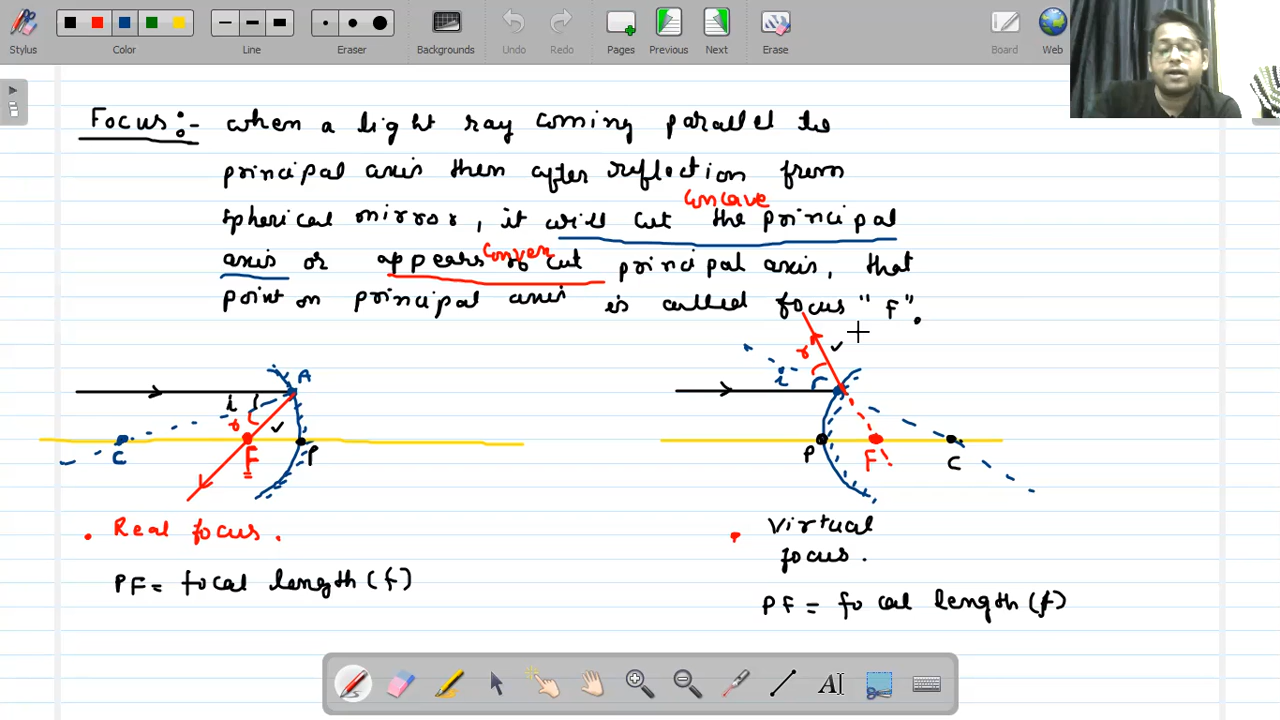 Stylus
Color
Line
Eraser
Backgrounds
Undo
Redo
Pages
Previous
Next
Erase
Board
Web
Focus:- when a light ray coming parallel to
principal axis then after reflection from
Concave
spherical mirror, it will cut the principal
Convex
axis or appears to cut principal axis, that
point on principal axis is called focus "F".
A
i
r
C
F
P
r
i
P
F
C
. Real focus.
PF = focal length (f)
. Virtual
focus.
PF = focal length (f)